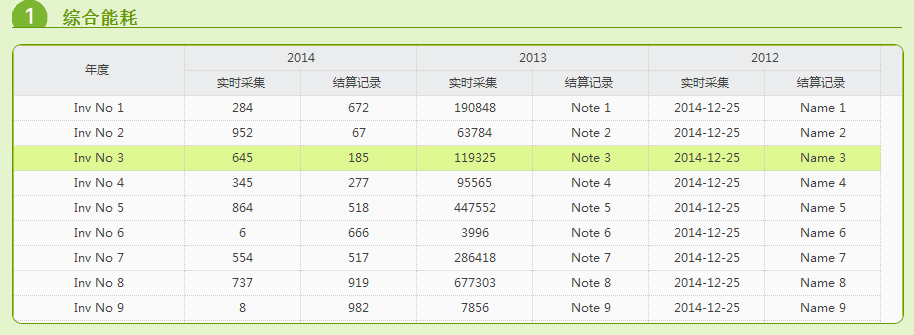 1 综合能耗
年度 2014 2013 2012
实时采集 结算记录 实时采集 结算记录 实时采集 结算记录
Inv No 1 284 672 190848 Note 1 2014-12-25 Name 1
Inv No 2 952 67 63784 Note 2 2014-12-25 Name 2
Inv No 3 645 185 119325 Note 3 2014-12-25 Name 3
Inv No 4 345 277 95565 Note 4 2014-12-25 Name 4
Inv No 5 864 518 447552 Note 5 2014-12-25 Name 5
Inv No 6 6 666 3996 Note 6 2014-12-25 Name 6
Inv No 7 554 517 286418 Note 7 2014-12-25 Name 7
Inv No 8 737 919 677303 Note 8 2014-12-25 Name 8
Inv No 9 8 982 7856 Note 9 2014-12-25 Name 9